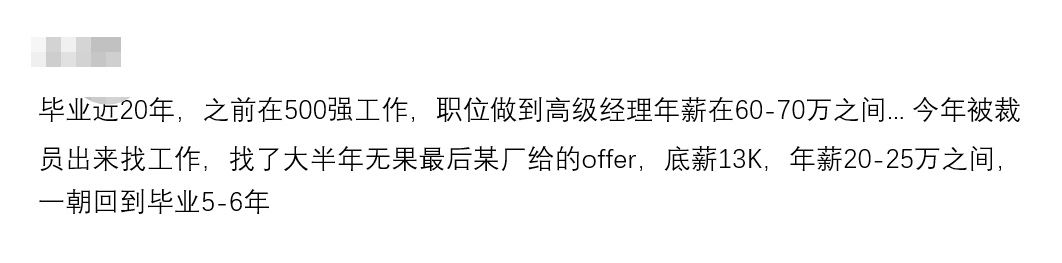 毕业近20年，之前在500强工作，职位做到高级经理年薪在60-70万之间... 今年被裁
员出来找工作，找了大半年无果最后某厂给的offer，底薪13K，年薪20-25万之间，
一朝回到毕业5-6年